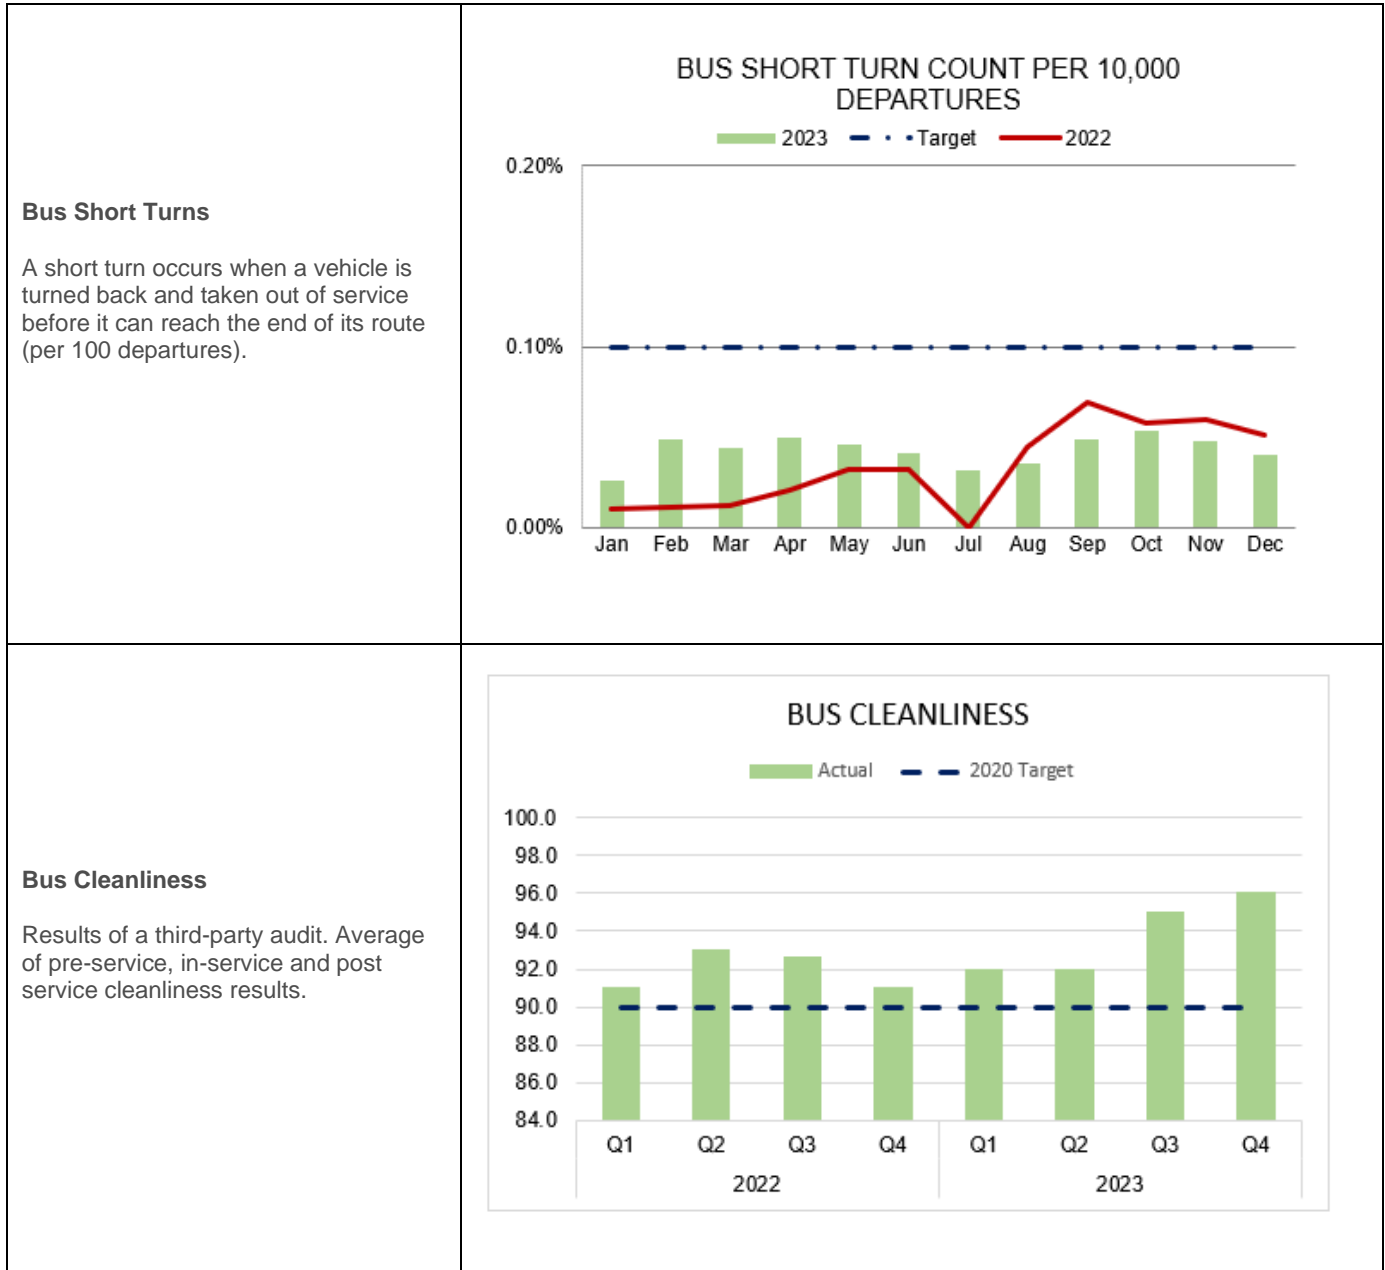 Bus Short Turns
A short turn occurs when a vehicle is
turned back and taken out of service
before it can reach the end of its route
(per 100 departures).
BUS SHORT TURN COUNT PER 10,000
DEPARTURES
2023 Target 2022
0.20%
0.10%
0.00%
Jan Feb Mar Apr May Jun Jul Aug Sep Oct Nov Dec
Bus Cleanliness
Results of a third-party audit. Average
of pre-service, in-service and post
service cleanliness results.
BUS CLEANLINESS
Actual 2020 Target
100.0
98.0
96.0
94.0
92.0
90.0
88.0
86.0
84.0
Q1 Q2 Q3 Q4 Q1 Q2 Q3 Q4
2022 2023